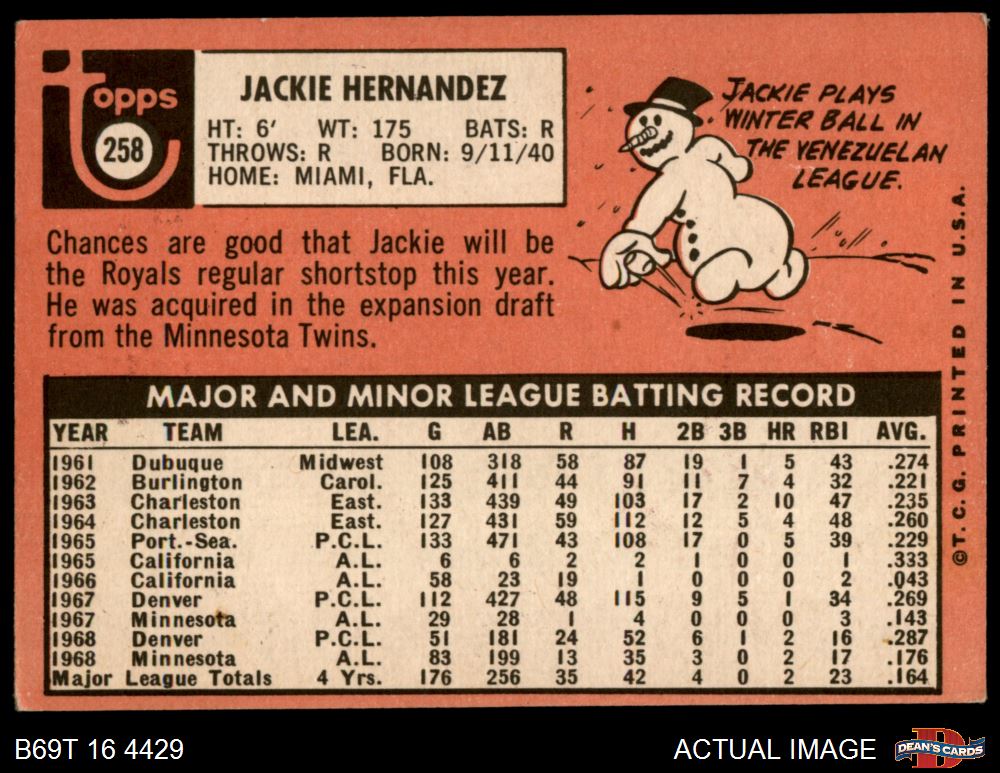 Topps
258
JACKIE HERNANDEZ
HT: 6' WT: 175 BATS: R
THROWS: R BORN: 9/11/40
HOME: MIAMI, FLA.
JACKIE PLAYS
WINTER BALL IN
THE VENEZUELAN
LEAGUE.
Chances are good that Jackie will be
the Royals regular shortstop this year.
He was acquired in the expansion draft
from the Minnesota Twins.
MAJOR AND MINOR LEAGUE BATTING RECORD
YEAR TEAM LEA. G AB R H 2B 3B HR RBI AVG.
1961 Dubuque Midwest 108 318 58 87 19 1 5 43 .274
1962 Burlington Carol. 125 411 44 91 11 7 4 32 .221
1963 Charleston East. 133 439 49 103 17 2 10 47 .235
1964 Charleston East. 127 431 59 112 12 5 4 48 .260
1965 Port.-Sea. P.C.L. 133 471 43 108 17 0 5 39 .229
1965 California A.L. 6 6 2 2 1 0 0 1 .333
1966 California A.L. 58 23 19 1 0 0 0 2 .043
1967 Denver P.C.L. 112 427 48 115 9 5 1 34 .269
1967 Minnesota A.L. 29 28 1 4 0 0 0 3 .143
1968 Denver P.C.L. 51 181 24 52 6 1 2 16 .287
1968 Minnesota A.L. 83 199 13 35 3 0 2 17 .176
Major League Totals 4 Yrs. 176 256 35 42 4 0 2 23 .164
©T. C. G. PRINTED IN U.S.A.
B69T 16 4429
ACTUAL IMAGE
DEAN'S CARDS